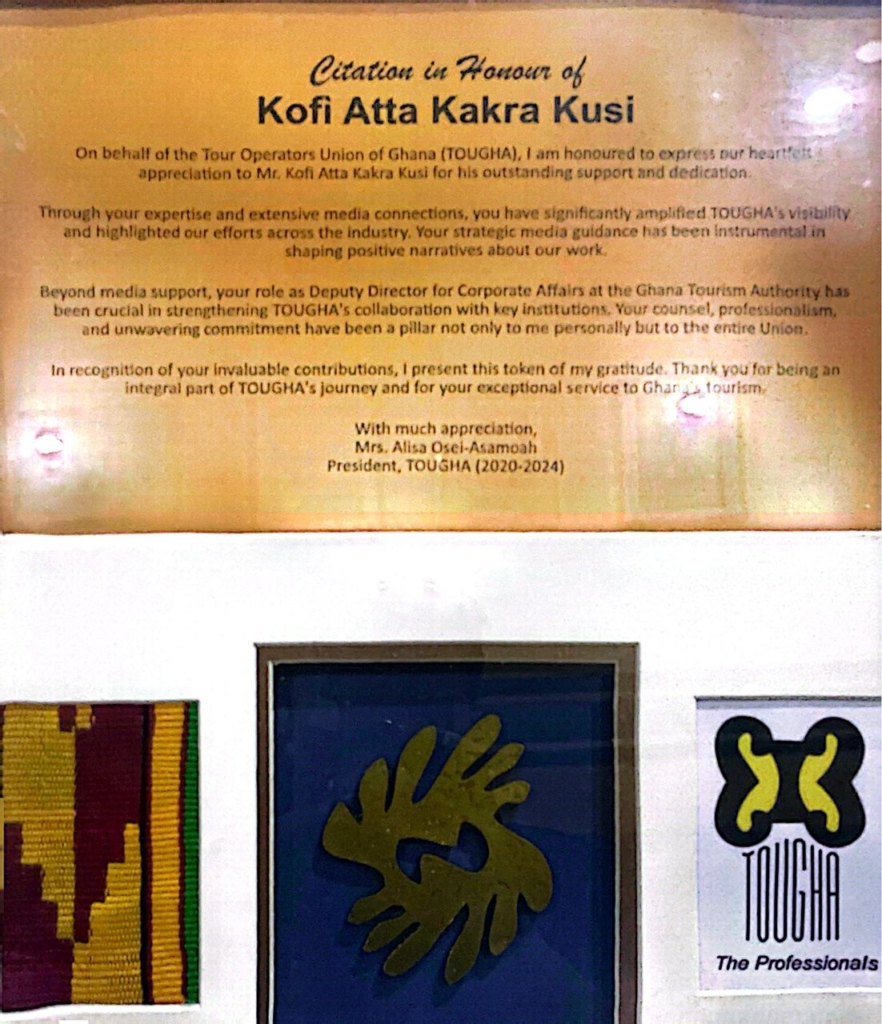 Citation in Honour of
Kofi Atta Kakra Kusi
On behalf of the Tour Operators Union of Ghana (TOUGHA), I am honoured to express our heartfelt
appreciation to Mr. Kofi Atta Kakra Kusi for his outstanding support and dedication.
Through your expertise and extensive media connections, you have significantly amplified TOUGHA's visibility
and highlighted our efforts across the industry. Your strategic media guidance has been instrumental in
shaping positive narratives about our work.
Beyond media support, your role as Deputy Director for Corporate Affairs at the Ghana Tourism Authority has
been crucial in strengthening TOUGHA's collaboration with key institutions. Your counsel, professionalism,
and unwavering commitment have been a pillar not only to me personally but to the entire Union.
In recognition of your invaluable contributions, I present this token of my gratitude. Thank you for being an
integral part of TOUGHA's journey and for your exceptional service to Ghana's tourism.
With much appreciation,
Mrs. Alisa Osei-Asamoah
President, TOUGHA (2020-2024)
TOUGHA
The Professionals